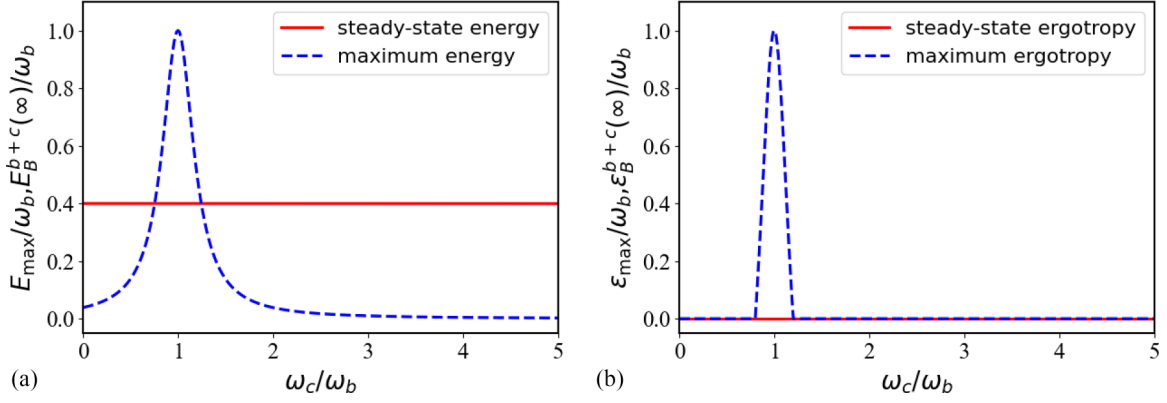 steady-state energy
maximum energy
E_max/ω_b,E_B^{b+c}(∞)/ω_b
1.0
0.8
0.6
0.4
0.2
0.0
0 1 2 3 4 5
(a) ω_c/ω_b
steady-state ergotropy
maximum ergotropy
ε_max/ω_b,ε_B^{b+c}(∞)/ω_b
1.0
0.8
0.6
0.4
0.2
0.0
0 1 2 3 4 5
(b) ω_c/ω_b